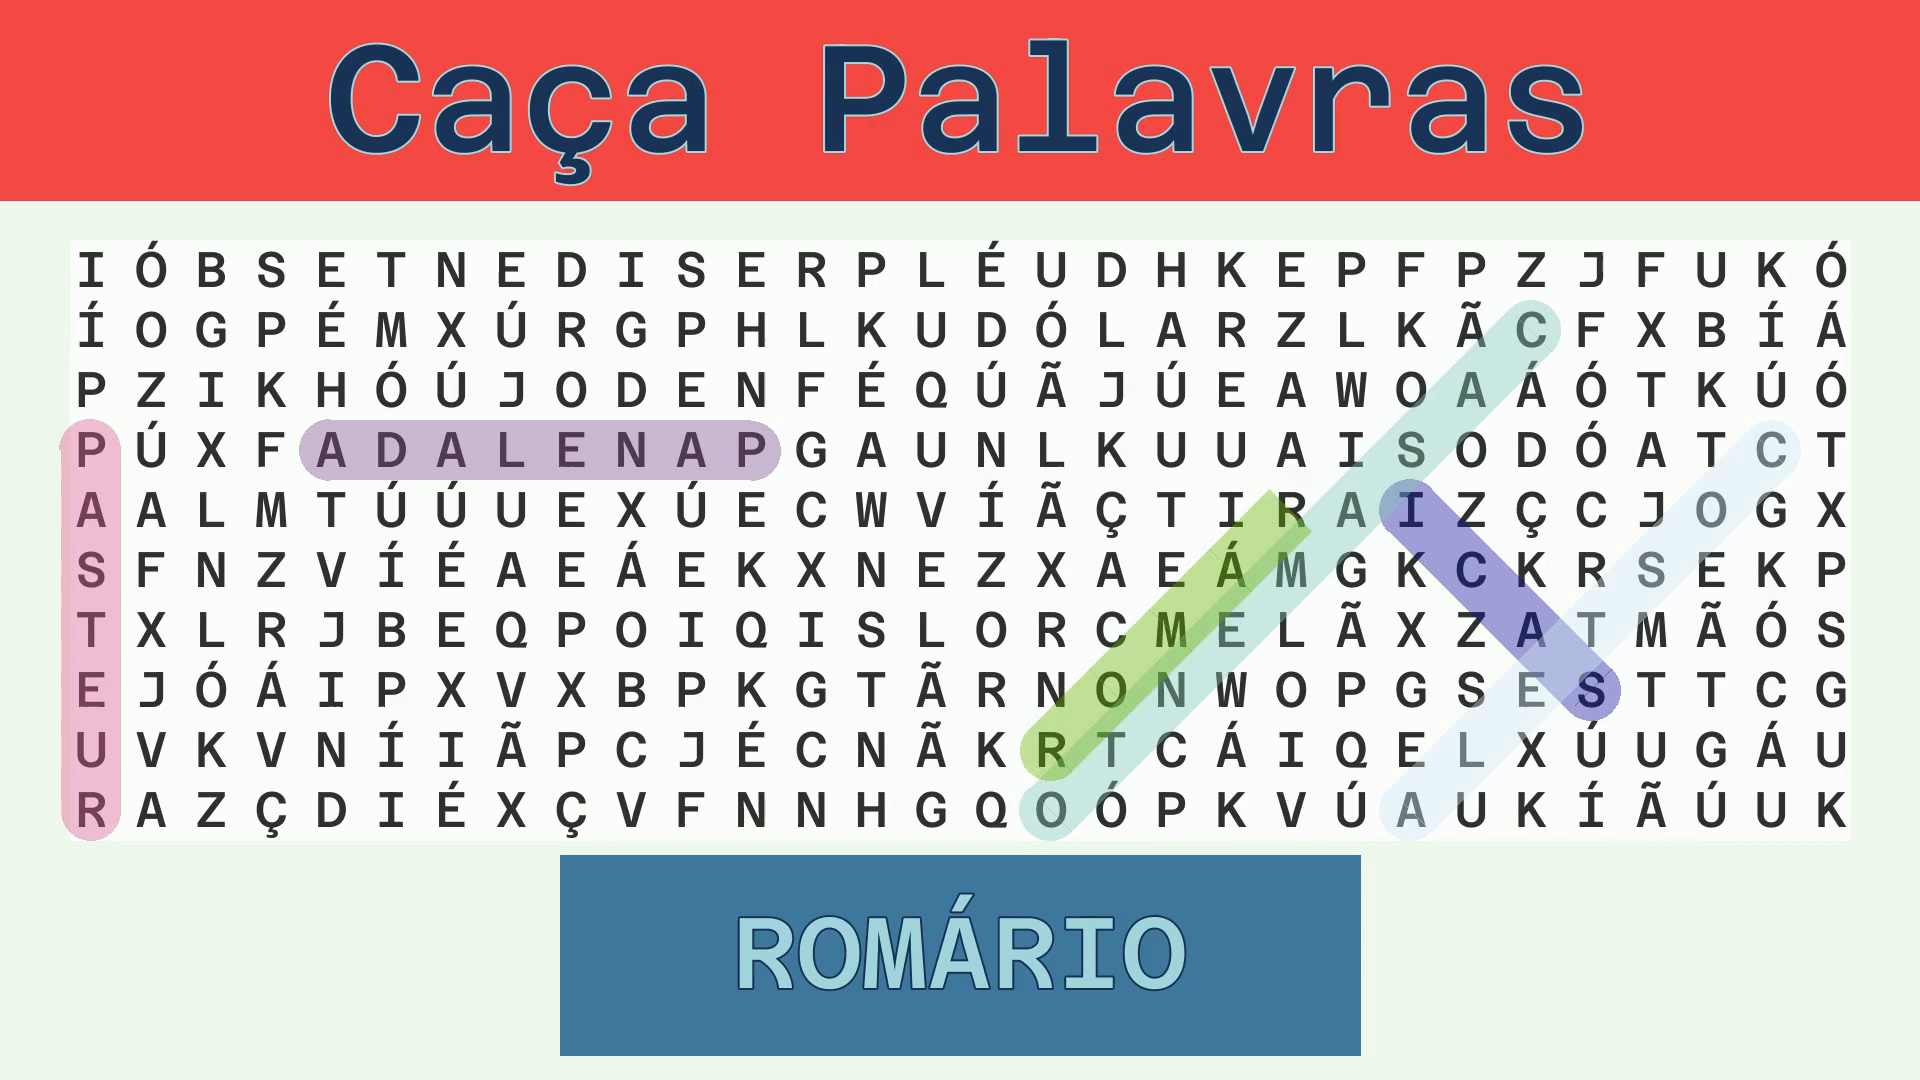 Caça Palavras
I Ó B S E T N E D I S E R P L É U D H K E P F P Z J F U K Ó
Í O G P É M X Ú R G P H L K U D Ó L A R Z L K Ã C F X B Í Á
P Z I K H Ó Ú J O D E N F É Q Ú Ã J Ú E A W O A Á Ó T K Ú Ó
P Ú X F A D A L E N A P G A U N L K U U A I S O D Ó A T C T
A A L M T Ú Ú U E X Ú E C W V Í Ã Ç T I R A I Z Ç C J O G X
S F N Z V Í É A E Á E K X N E Z X A E Á M G K C K R S E K P
T X L R J B E Q P O I Q I S L O R C M E L Ã X Z A T M Ã Ó S
E J Ó Á I P X V X B P K G T Ã R N O N W O P G S E S T T C G
U V K V N Í I Ã P C J É C N Ã K R T C Á I Q E L X Ú U G Á U
R A Z Ç D I É X Ç V F N N H G Q O Ó P K V Ú A U K Í Ã Ú U K
ROMÁRIO